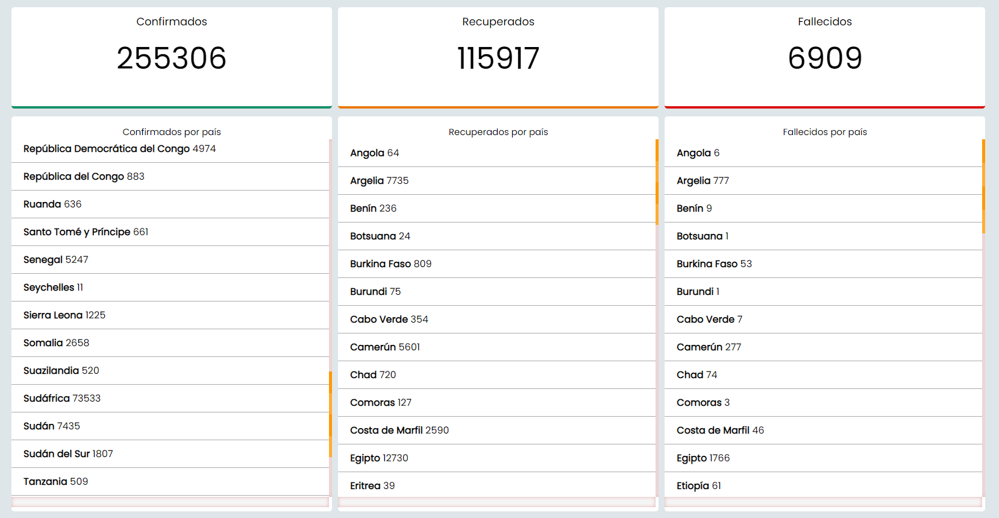 Confirmados
255306
Recuperados
115917
Fallecidos
6909
Confirmados por país
República Democrática del Congo 4974
República del Congo 883
Ruanda 636
Santo Tomé y Príncipe 661
Senegal 5247
Seychelles 11
Sierra Leona 1225
Somalia 2658
Suazilandia 520
Sudáfrica 73533
Sudán 7435
Sudán del Sur 1807
Tanzania 509
Recuperados por país
Angola 64
Argelia 7735
Benín 236
Botsuana 24
Burkina Faso 809
Burundi 75
Cabo Verde 354
Camerún 5601
Chad 720
Comoras 127
Costa de Marfil 2590
Egipto 12730
Eritrea 39
Fallecidos por país
Angola 6
Argelia 777
Benín 9
Botsuana 1
Burkina Faso 53
Burundi 1
Cabo Verde 7
Camerún 277
Chad 74
Comoras 3
Costa de Marfil 46
Egipto 1766
Etiopía 61